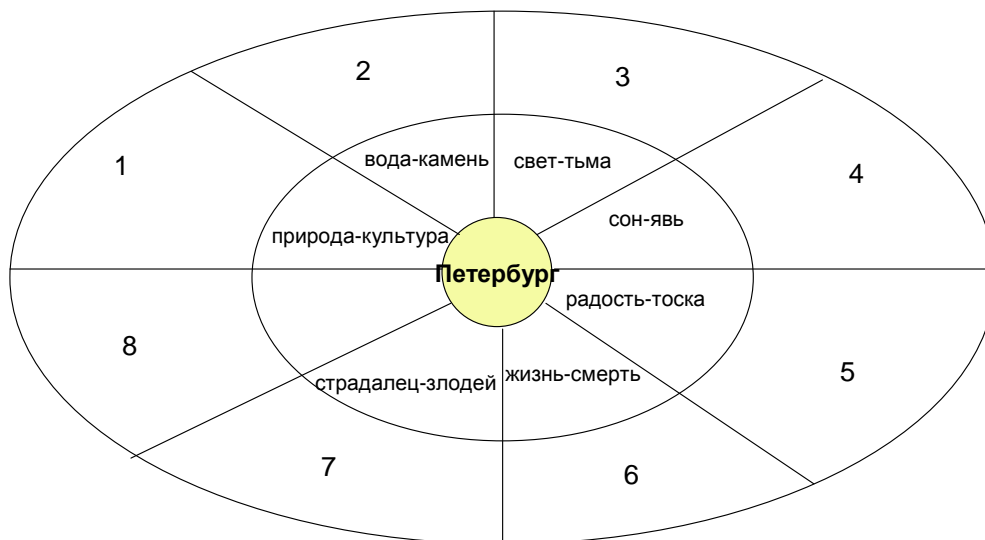 2
3
1
4
вода-камень
свет-тьма
сон-явь
природа-культура
Петербург
радость-тоска
8
5
страдалец-злодей
жизнь-смерть
7
6